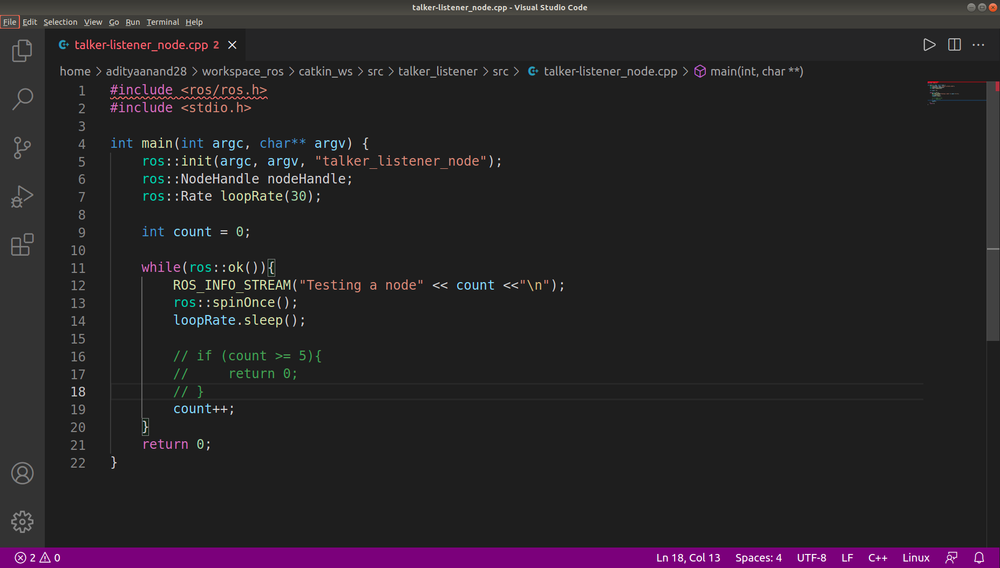 talker-listener_node.cpp - Visual Studio Code
File Edit Selection View Go Run Terminal Help
talker-listener_node.cpp 2
home > adityaanand28 > workspace_ros > catkin_ws > src > talker_listener > src > talker-listener_node.cpp > main(int, char **)
1 #include <ros/ros.h>
2 #include <stdio.h>
3
4 int main(int argc, char** argv) {
5     ros::init(argc, argv, "talker_listener_node");
6     ros::NodeHandle nodeHandle;
7     ros::Rate loopRate(30);
8
9     int count = 0;
10
11     while(ros::ok()){
12         ROS_INFO_STREAM("Testing a node" << count <<"\n");
13         ros::spinOnce();
14         loopRate.sleep();
15
16         // if (count >= 5){
17         //     return 0;
18         // }
19         count++;
20     }
21     return 0;
22 }
2 0 Ln 18, Col 13 Spaces: 4 UTF-8 LF C++ Linux